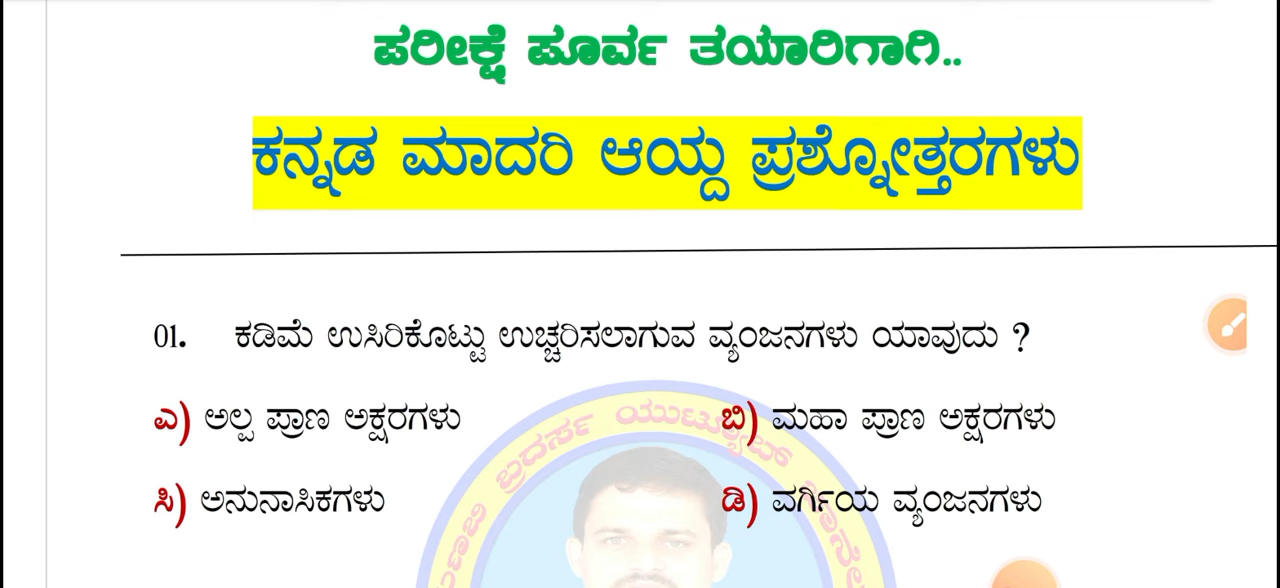 ಪರೀಕ್ಷೆ ಪೂರ್ವ ತಯಾರಿಗಾಗಿ..
ಕನ್ನಡ ಮಾದರಿ ಆಯ್ದ ಪ್ರಶ್ನೋತ್ತರಗಳು
01. ಕಡಿಮೆ ಉಸಿರಿಕೊಟ್ಟು ಉಚ್ಚರಿಸಲಾಗುವ ವ್ಯಂಜನಗಳು ಯಾವುದು ?
ಎ) ಅಲ್ಪ ಪ್ರಾಣ ಅಕ್ಷರಗಳು ಬಿ) ಮಹಾ ಪ್ರಾಣ ಅಕ್ಷರಗಳು
ಸಿ) ಅನುನಾಸಿಕಗಳು ಡಿ) ವರ್ಗಿಯ ವ್ಯಂಜನಗಳು
ಬ್ರದರ್ಸ ಯುಟ್ಯುಬ್